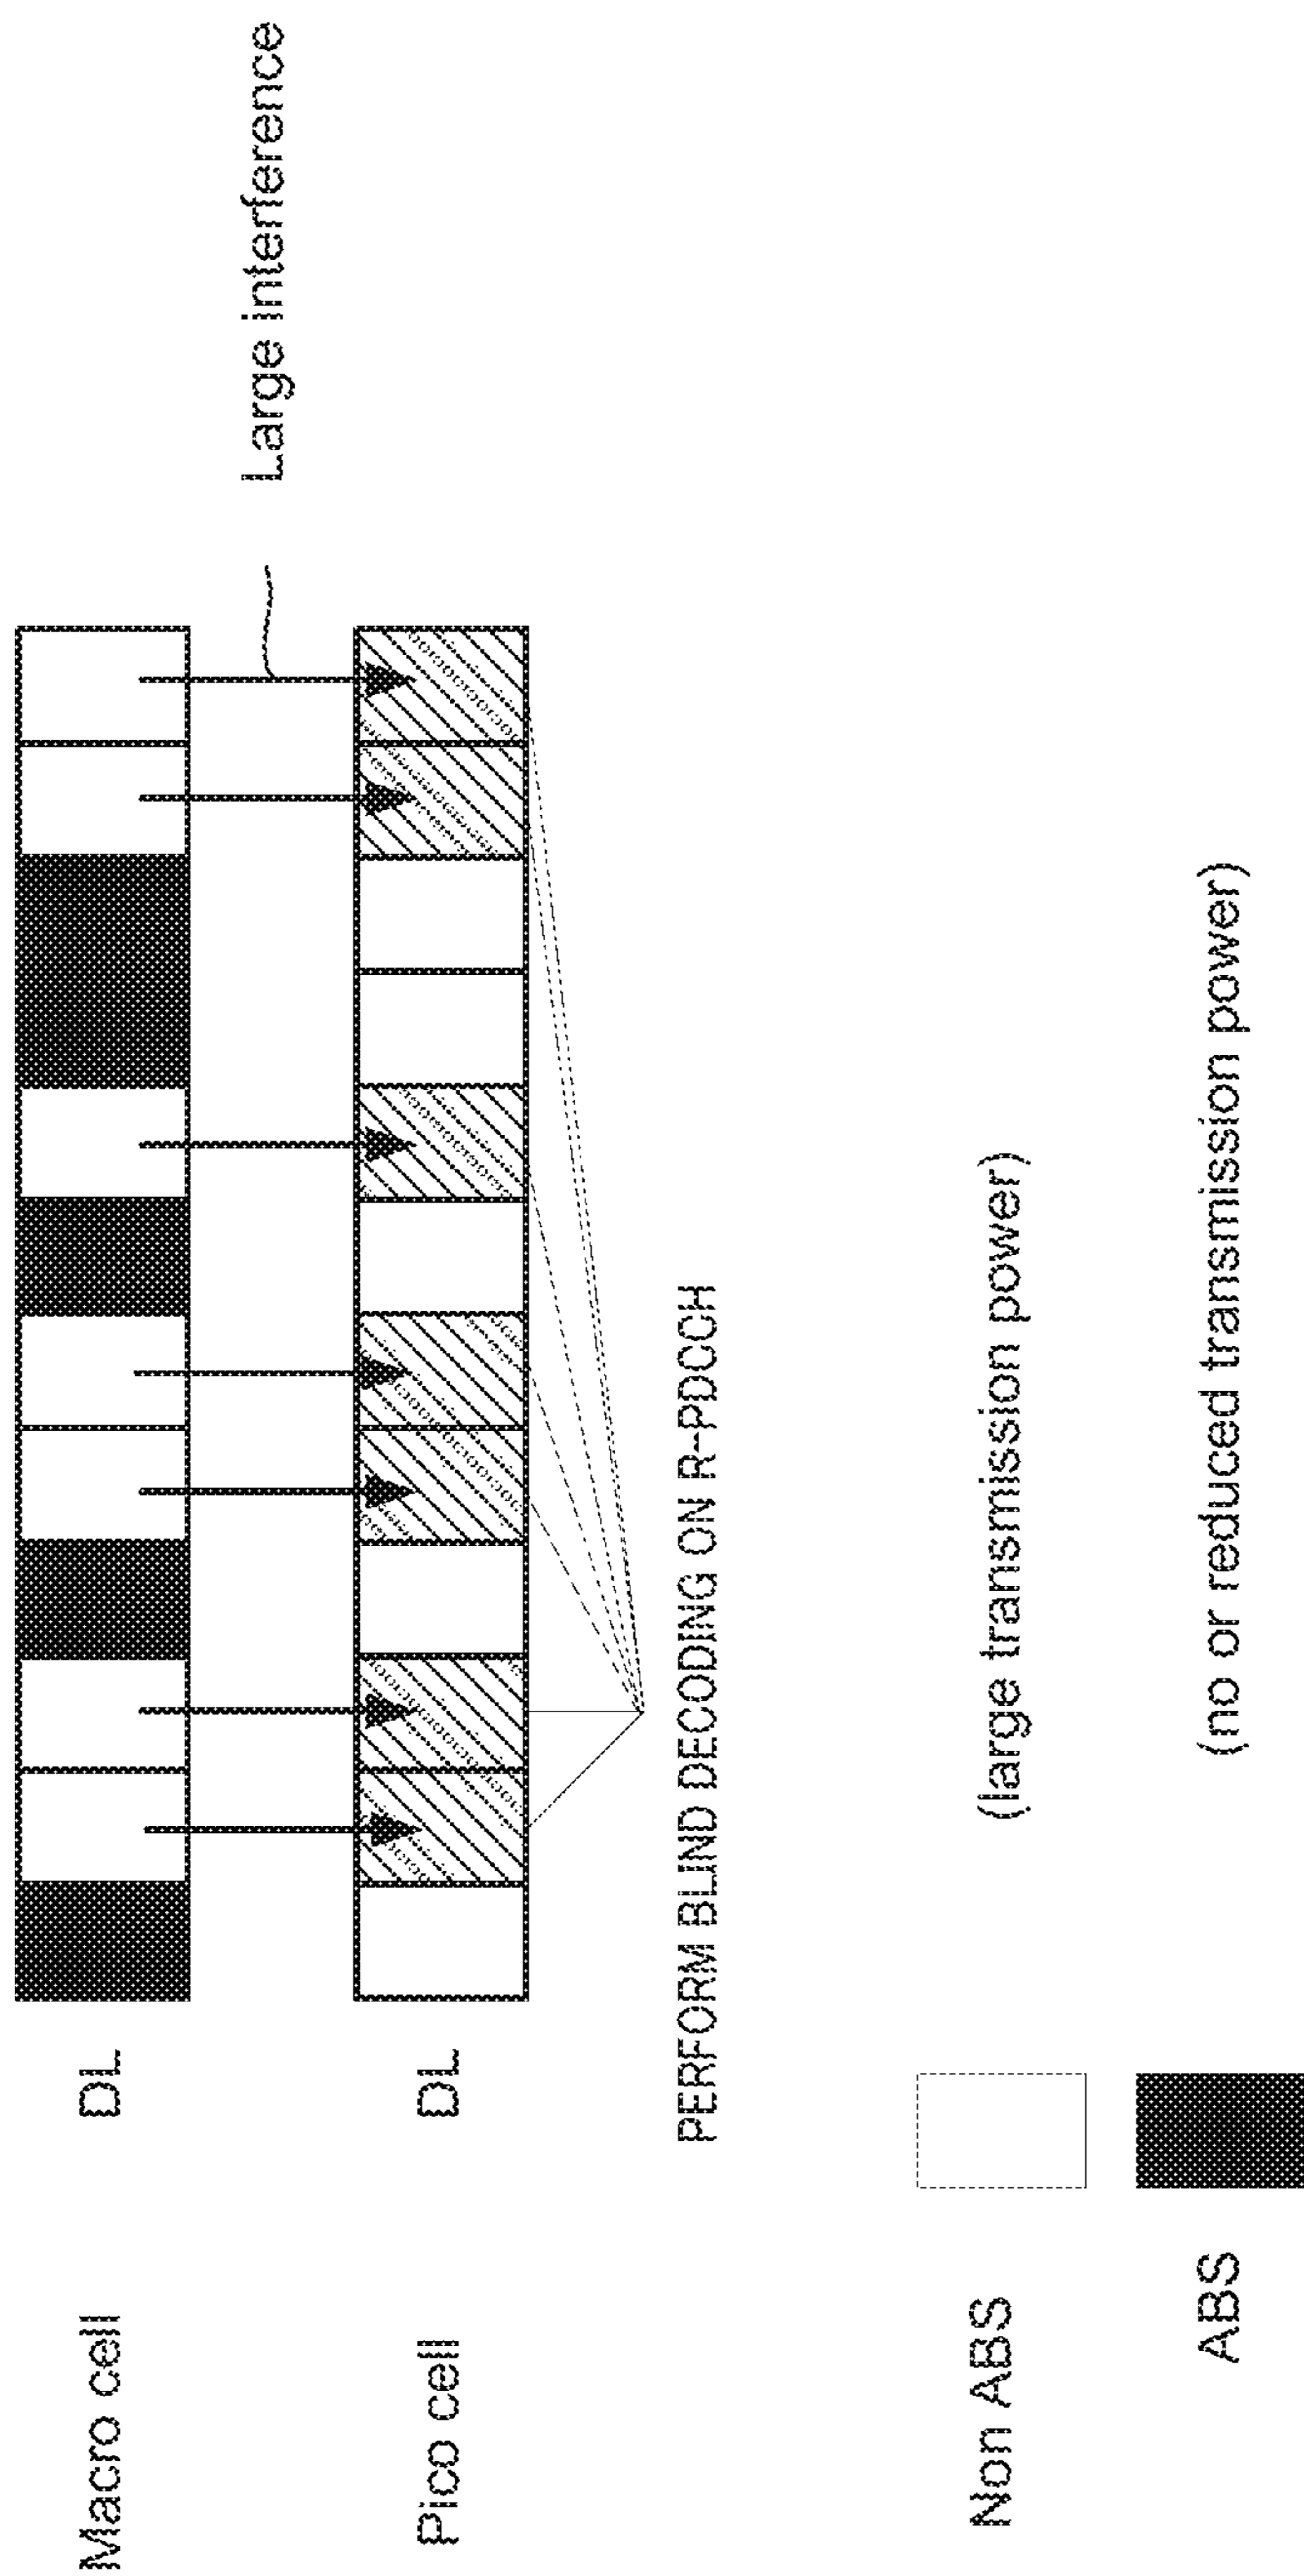 Large interference
Macro cell
DL
Pico cell
DL
PERFORM BLIND DECODING ON R-PDCCH
Non ABS
(large transmission power)
ABS
(no or reduced transmission power)